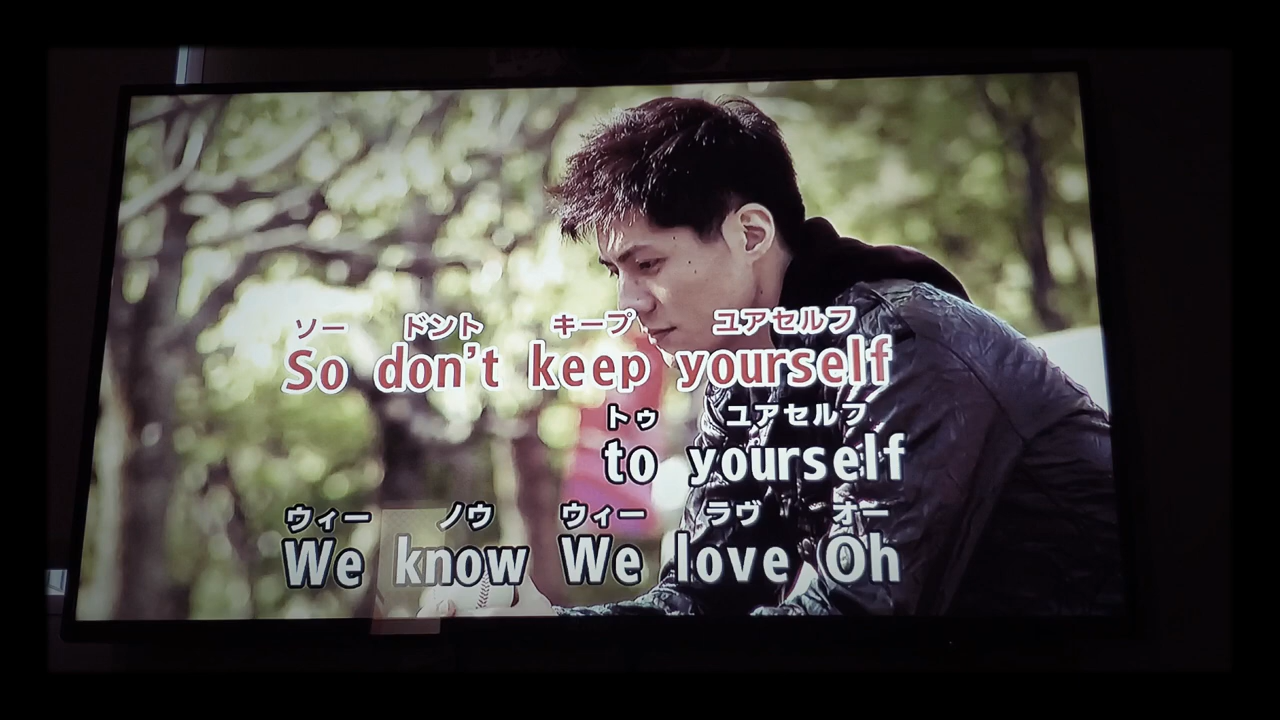 ソー ドント キープ ユアセルフ
So don't keep yourself
トゥ ユアセルフ
to yourself
ウィー ノウ ウィー ラヴ オー
We know We love Oh